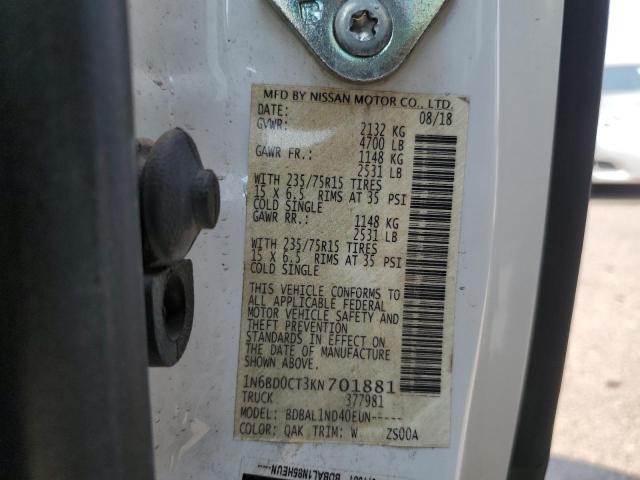 MFD BY NISSAN MOTOR CO., LTD.
DATE: 08/18
GVWR: 2132 KG
4700 LB
GAWR FR.: 1148 KG
2531 LB
WITH 235/75R15 TIRES
15 X 6.5 RIMS AT 35 PSI
COLD SINGLE
GAWR RR.: 1148 KG
2531 LB
WITH 235/75R15 TIRES
15 X 6.5 RIMS AT 35 PSI
COLD SINGLE
THIS VEHICLE CONFORMS TO
ALL APPLICABLE FEDERAL
MOTOR VEHICLE SAFETY AND
THEFT PREVENTION
STANDARDS IN EFFECT ON
THE DATE OF MANUFACTURE
SHOWN ABOVE.
1N6BD0CT3KN701881
TRUCK 377981
MODEL: BDBAL1ND40EUN-----
COLOR: QAK TRIM: W ZS00A